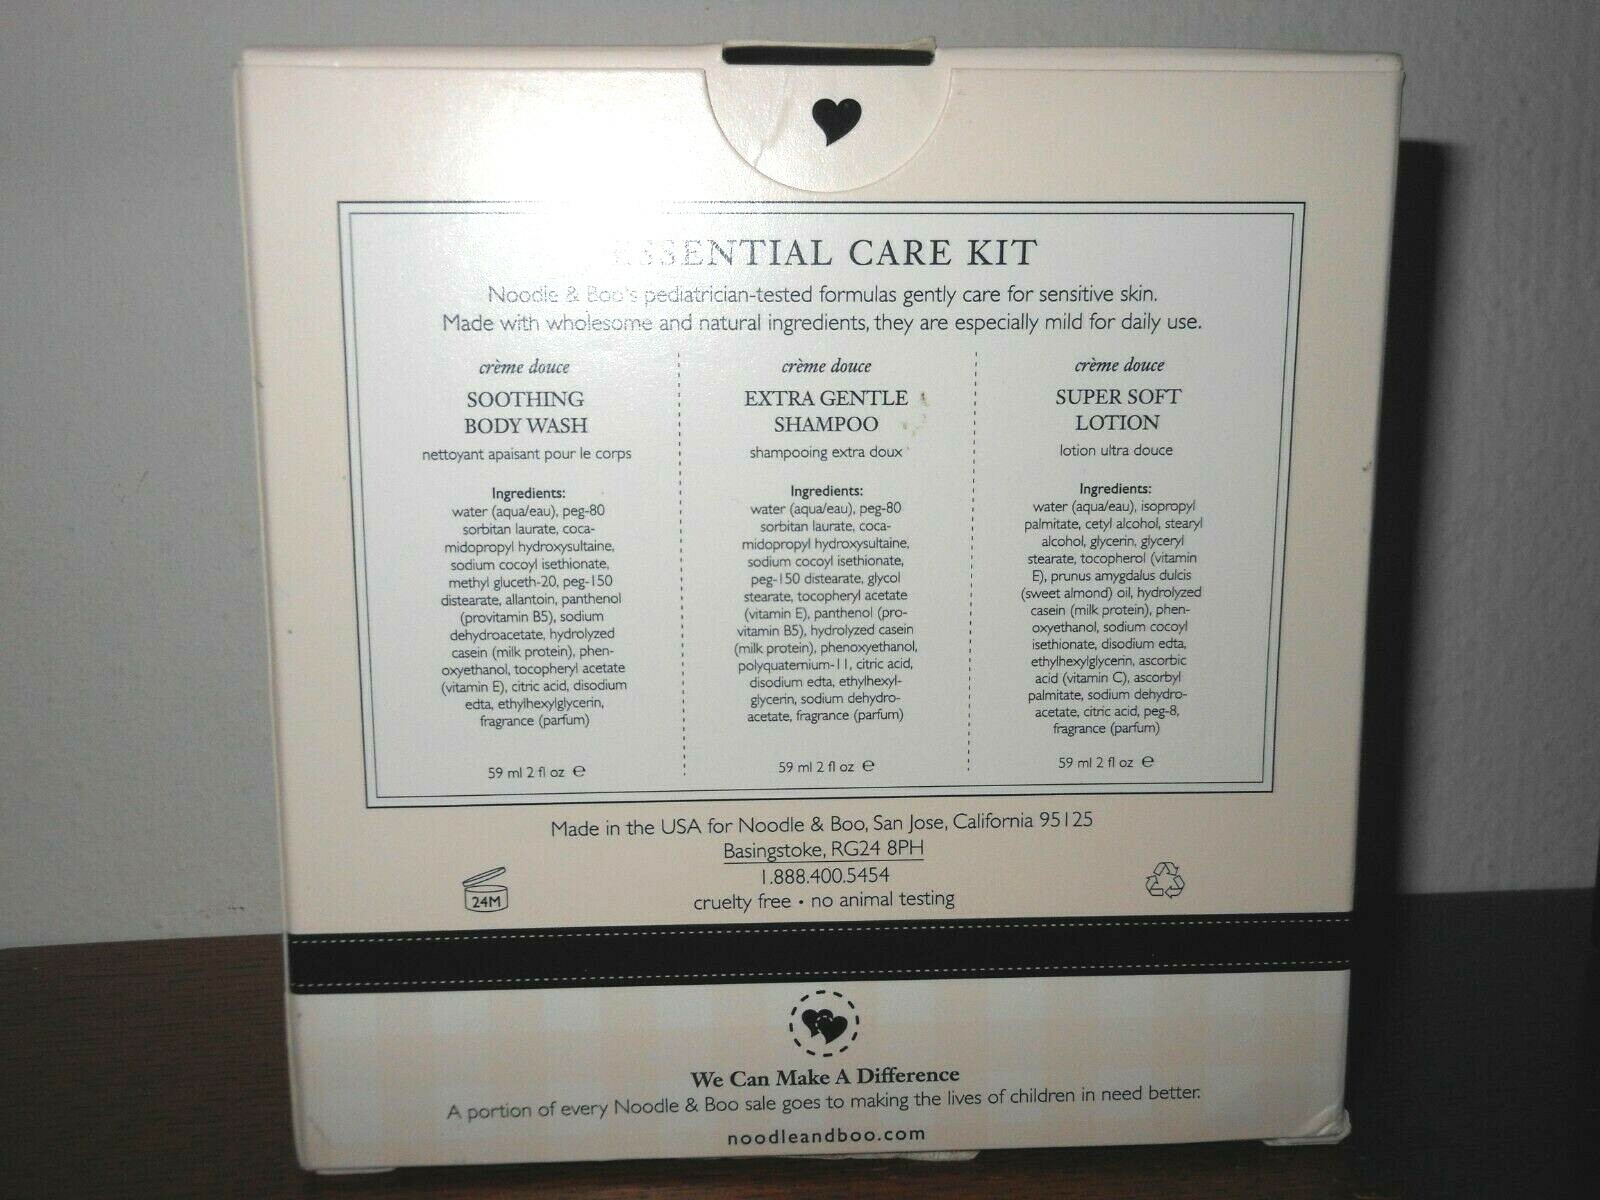 ESSENTIAL CARE KIT
Noodle & Boo's pediatrician-tested formulas gently care for sensitive skin.
Made with wholesome and natural ingredients, they are especially mild for daily use.
crème douce
SOOTHING
BODY WASH
nettoyant apaisant pour le corps
Ingredients:
water (aqua/eau), peg-80
sorbitan laurate, coca-
midopropyl hydroxysultaine,
sodium cocoyl isethionate,
methyl gluceth-20, peg-150
distearate, allantoin, panthenol
(provitamin B5), sodium
dehydroacetate, hydrolyzed
casein (milk protein), phen-
oxyethanol, tocopheryl acetate
(vitamin E), citric acid, disodium
edta, ethylhexylglycerin,
fragrance (parfum)
59 ml 2 fl oz ℮
crème douce
EXTRA GENTLE
SHAMPOO
shampooing extra doux
Ingredients:
water (aqua/eau), peg-80
sorbitan laurate, coca-
midopropyl hydroxysultaine,
sodium cocoyl isethionate,
peg-150 distearate, glycol
stearate, tocopheryl acetate
(vitamin E), panthenol (pro-
vitamin B5), hydrolyzed casein
(milk protein), phenoxyethanol,
polyquaternium-11, citric acid,
disodium edta, ethylhexyl-
glycerin, sodium dehydro-
acetate, fragrance (parfum)
59 ml 2 fl oz ℮
crème douce
SUPER SOFT
LOTION
lotion ultra douce
Ingredients:
water (aqua/eau), isopropyl
palmitate, cetyl alcohol, stearyl
alcohol, glycerin, glyceryl
stearate, tocopherol (vitamin
E), prunus amygdalus dulcis
(sweet almond) oil, hydrolyzed
casein (milk protein), phen-
oxyethanol, sodium cocoyl
isethionate, disodium edta,
ethylhexylglycerin, ascorbic
acid (vitamin C), ascorbyl
palmitate, sodium dehydro-
acetate, citric acid, peg-8,
fragrance (parfum)
59 ml 2 fl oz ℮
Made in the USA for Noodle & Boo, San Jose, California 95125
Basingstoke, RG24 8PH
1.888.400.5454
cruelty free • no animal testing
24M
We Can Make A Difference
A portion of every Noodle & Boo sale goes to making the lives of children in need better.
noodleandboo.com